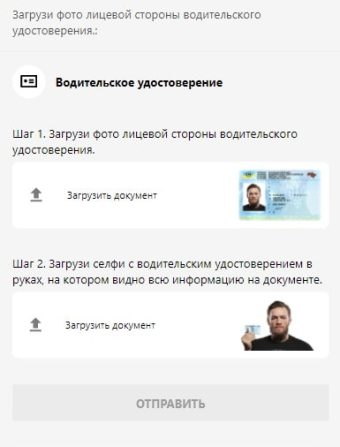 Загрузи фото лицевой стороны водительского
удостоверения.:
Водительское удостоверение
Шаг 1. Загрузи фото лицевой стороны водительского
удостоверения.
Загрузить документ
Шаг 2. Загрузи селфи с водительским удостоверением в
руках, на котором видно всю информацию на документе.
Загрузить документ
ОТПРАВИТЬ